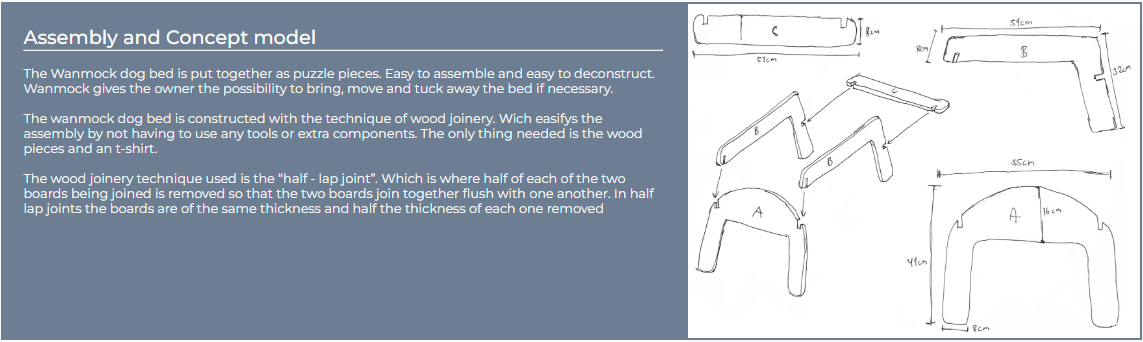 Assembly and Concept model
The Wanmock dog bed is put together as puzzle pieces. Easy to assemble and easy to deconstruct.
Wanmock gives the owner the possibility to bring, move and tuck away the bed if necessary.
The wanmock dog bed is constructed with the technique of wood joinery. Wich easifys the
assembly by not having to use any tools or extra components. The only thing needed is the wood
pieces and an t-shirt.
The wood joinery technique used is the “half - lap joint”. Which is where half of each of the two
boards being joined is removed so that the two boards join together flush with one another. In half
lap joints the boards are of the same thickness and half the thickness of each one removed
C
8cm
51cm
59cm
8cm
B
32cm
C
B
B
A
55cm
A
16cm
41cm
8cm